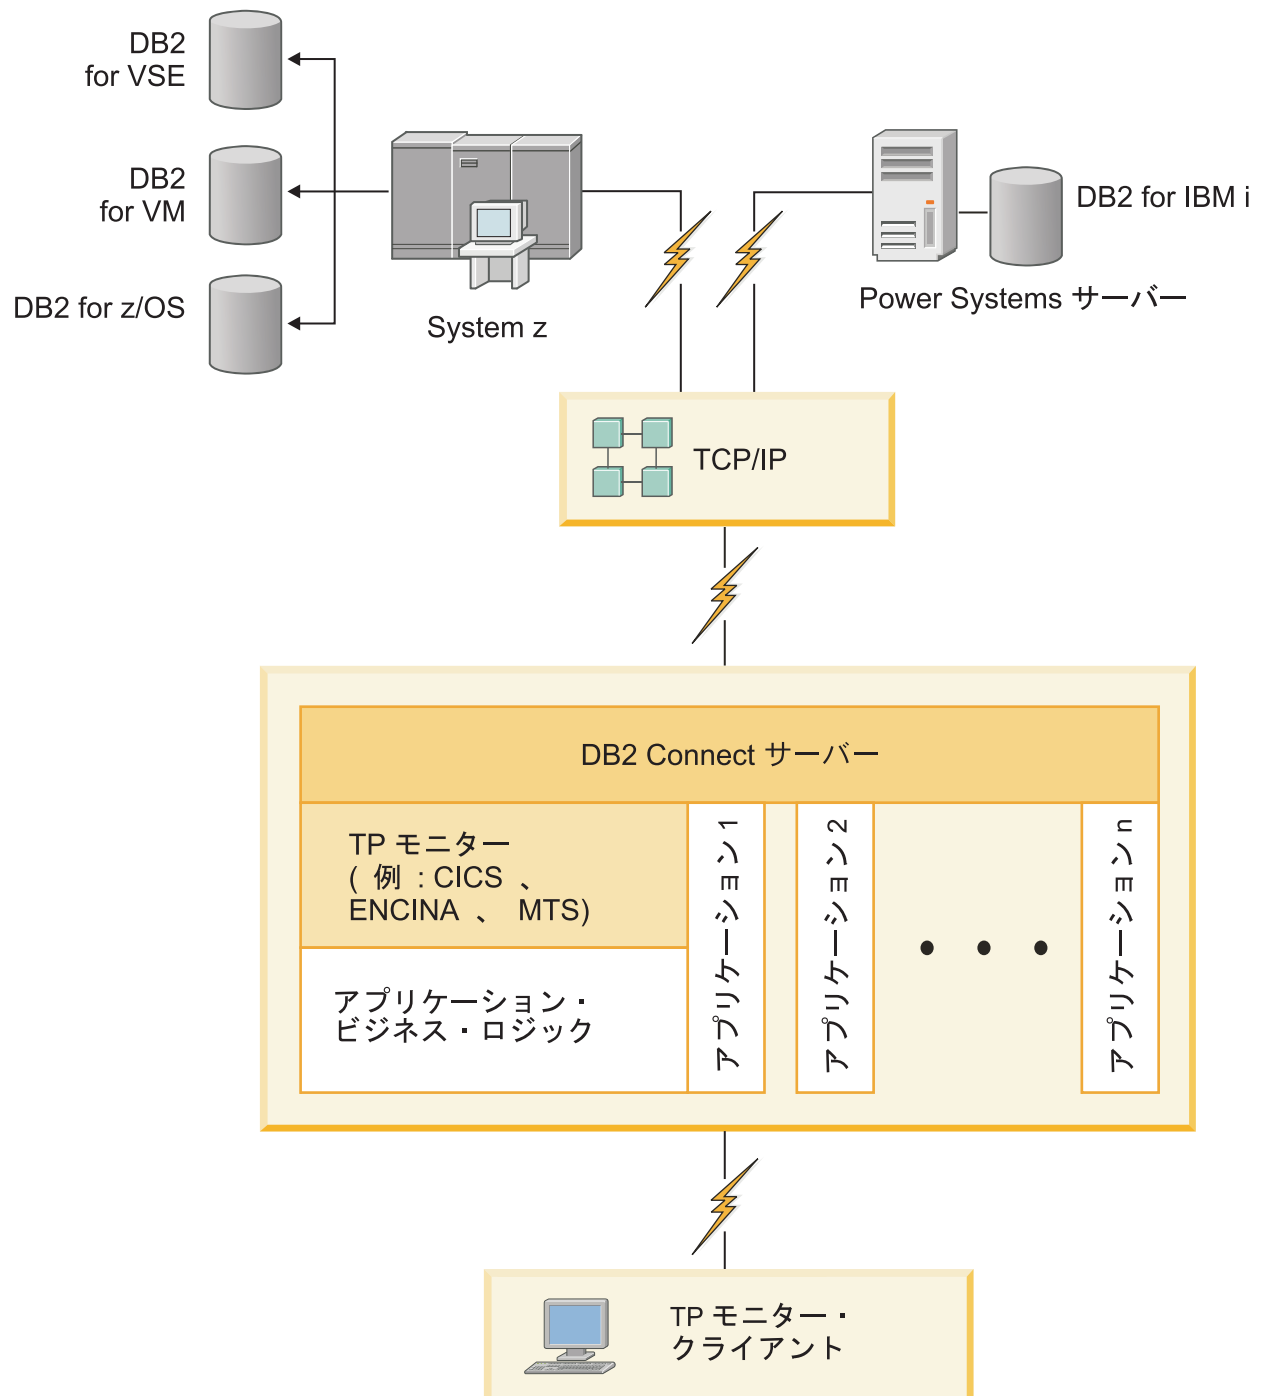 DB2
for VSE
DB2
for VM
DB2 for z/OS
System z
DB2 for IBM i
Power Systems サーバー
TCP/IP
DB2 Connect サーバー
TP モニター
( 例 : CICS 、
ENCINA 、 MTS)
アプリケーション・
ビジネス・ロジック
アプリケーション 1
アプリケーション 2
• • •
アプリケーション n
TP モニター・
クライアント